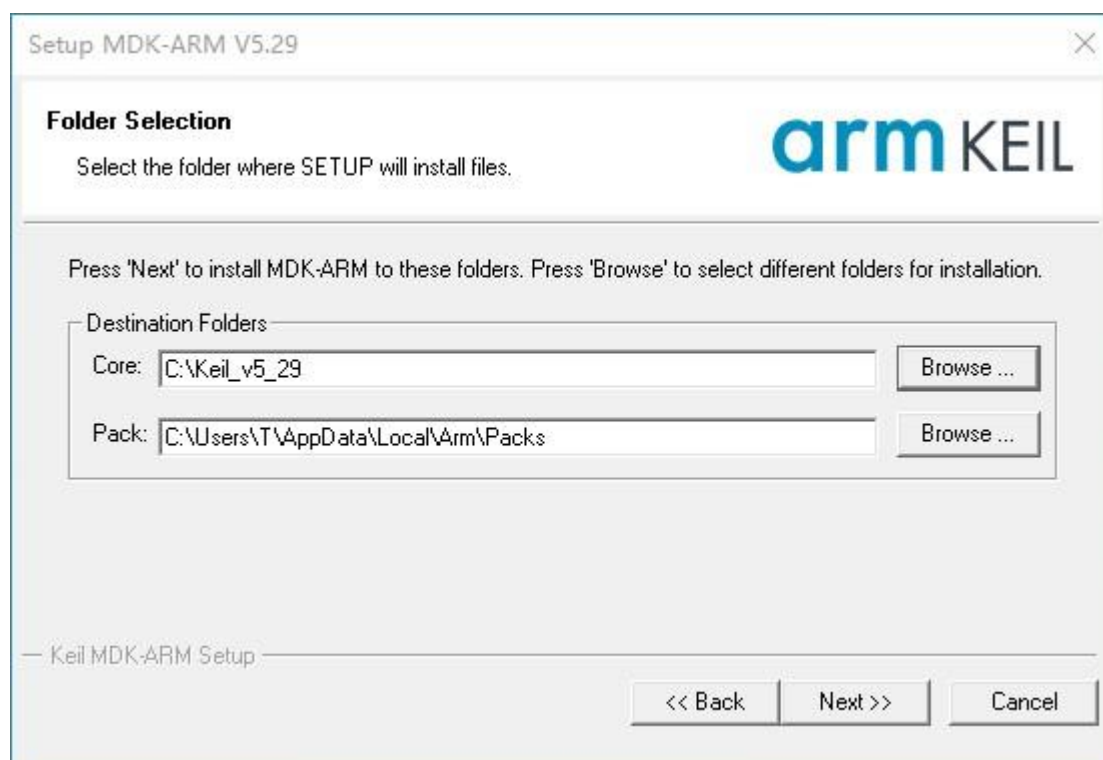 Setup MDK-ARM V5.29
Folder Selection
arm KEIL
Select the folder where SETUP will install files.
Press 'Next' to install MDK-ARM to these folders. Press 'Browse' to select different folders for installation.
Destination Folders
Core: C:\Keil_v5_29 Browse ...
Pack: C:\Users\T\AppData\Local\Arm\Packs Browse ...
Keil MDK-ARM Setup
<< Back Next >> Cancel